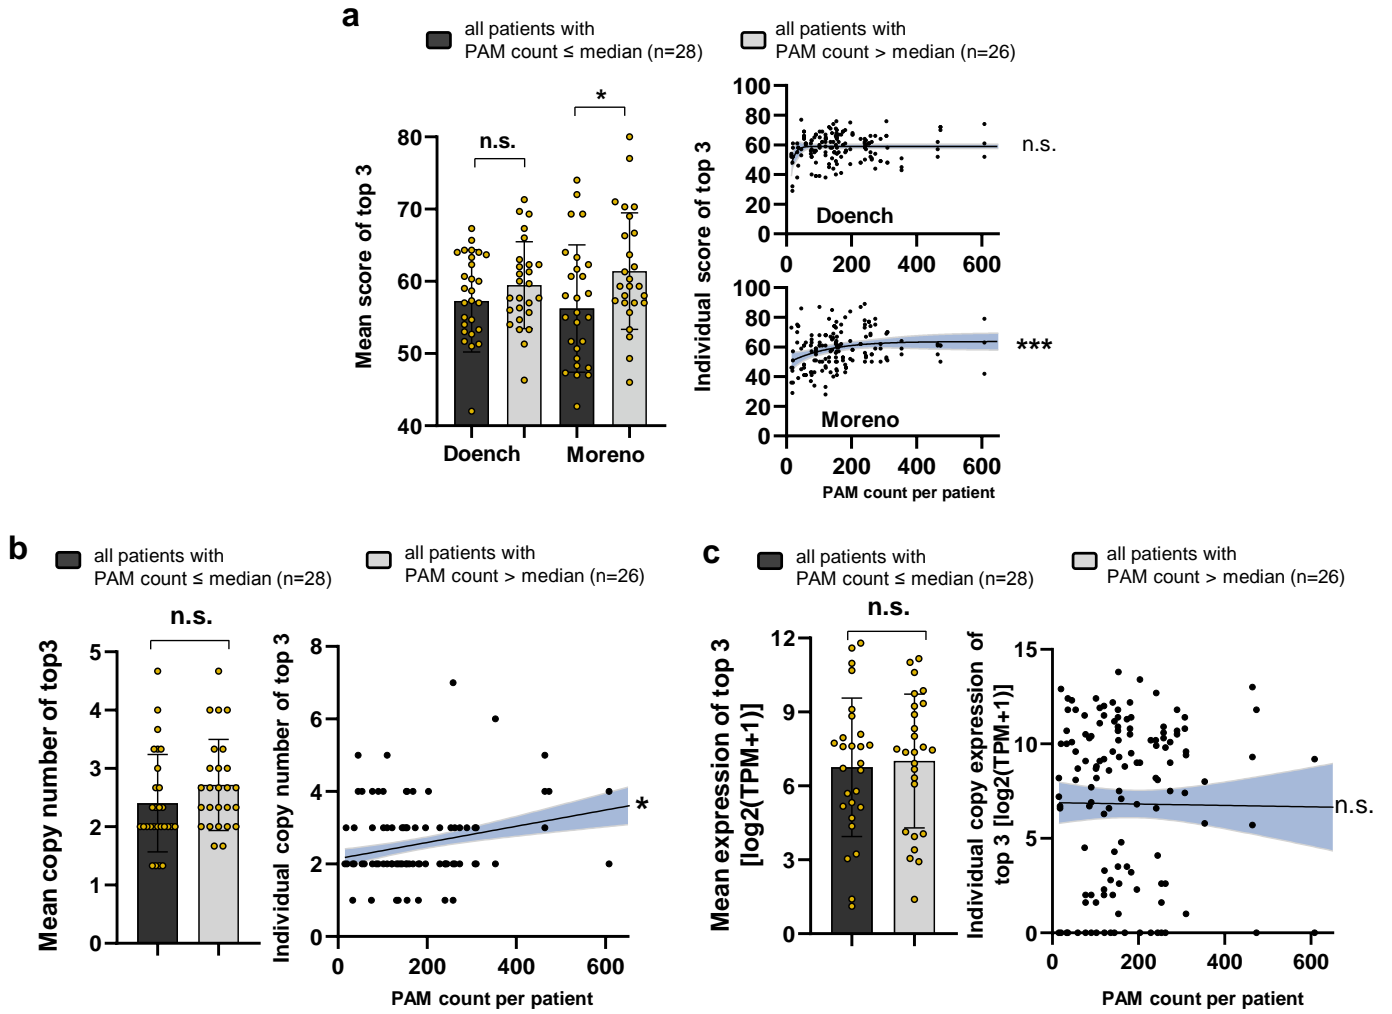 a
all patients with
PAM count ≤ median (n=28)
all patients with
PAM count > median (n=26)
Mean score of top 3
80
70
60
50
40
n.s.
*
Doench
Moreno
Individual score of top 3
100
80
60
40
20
0
Doench
n.s.
0
200
400
600
100
80
60
40
20
0
Moreno
***
0
200
400
600
PAM count per patient
b
all patients with
PAM count ≤ median (n=28)
all patients with
PAM count > median (n=26)
Mean copy number of top3
5
4
3
2
1
0
n.s.
Individual copy number of top 3
8
6
4
2
0
*
0
200
400
600
PAM count per patient
c
all patients with
PAM count ≤ median (n=28)
all patients with
PAM count > median (n=26)
Mean expression of top 3
[log2(TPM+1)]
12
9
6
3
0
n.s.
Individual copy expression of
top 3 [log2(TPM+1)]
15
10
5
0
n.s.
0
200
400
600
PAM count per patient